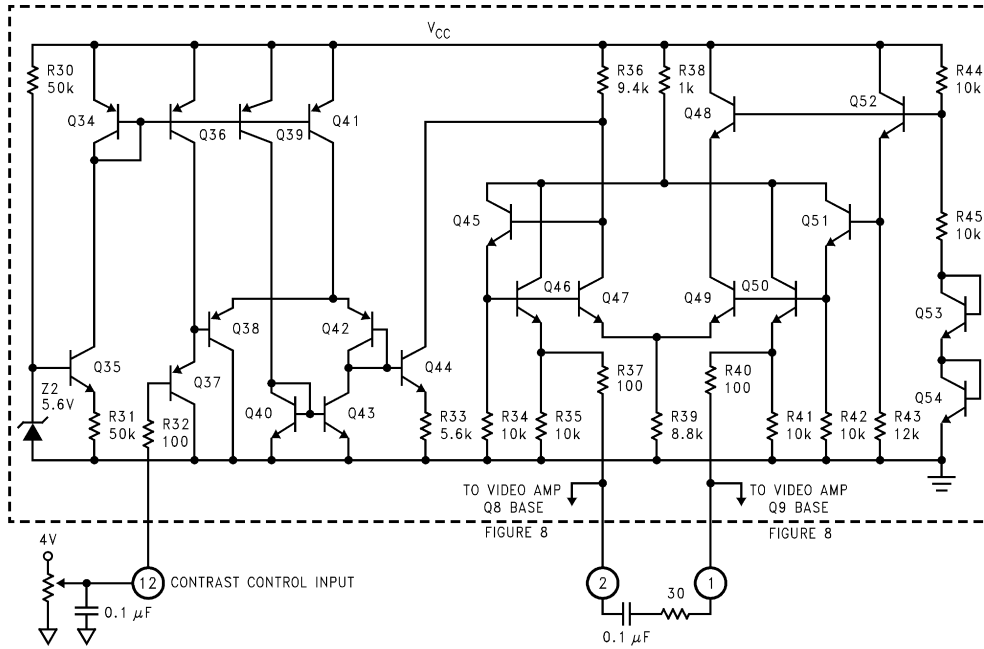 VCC
R30
50k
Q34
Q36
Q39
Q41
R36
9.4k
R38
1k
Q48
Q52
R44
10k
Q45
Q51
R45
10k
Q46
Q47
Q49
Q50
Q53
Q35
Q38
Q42
Q44
Q37
Z2
5.6V
Q40
Q43
R37
100
R40
100
Q54
R31
50k
R32
100
R33
5.6k
R34
10k
R35
10k
R39
8.8k
R41
10k
R42
10k
R43
12k
TO VIDEO AMP
Q8 BASE
FIGURE 8
TO VIDEO AMP
Q9 BASE
FIGURE 8
4V
12
CONTRAST CONTROL INPUT
0.1 μF
2
1
30
0.1 μF